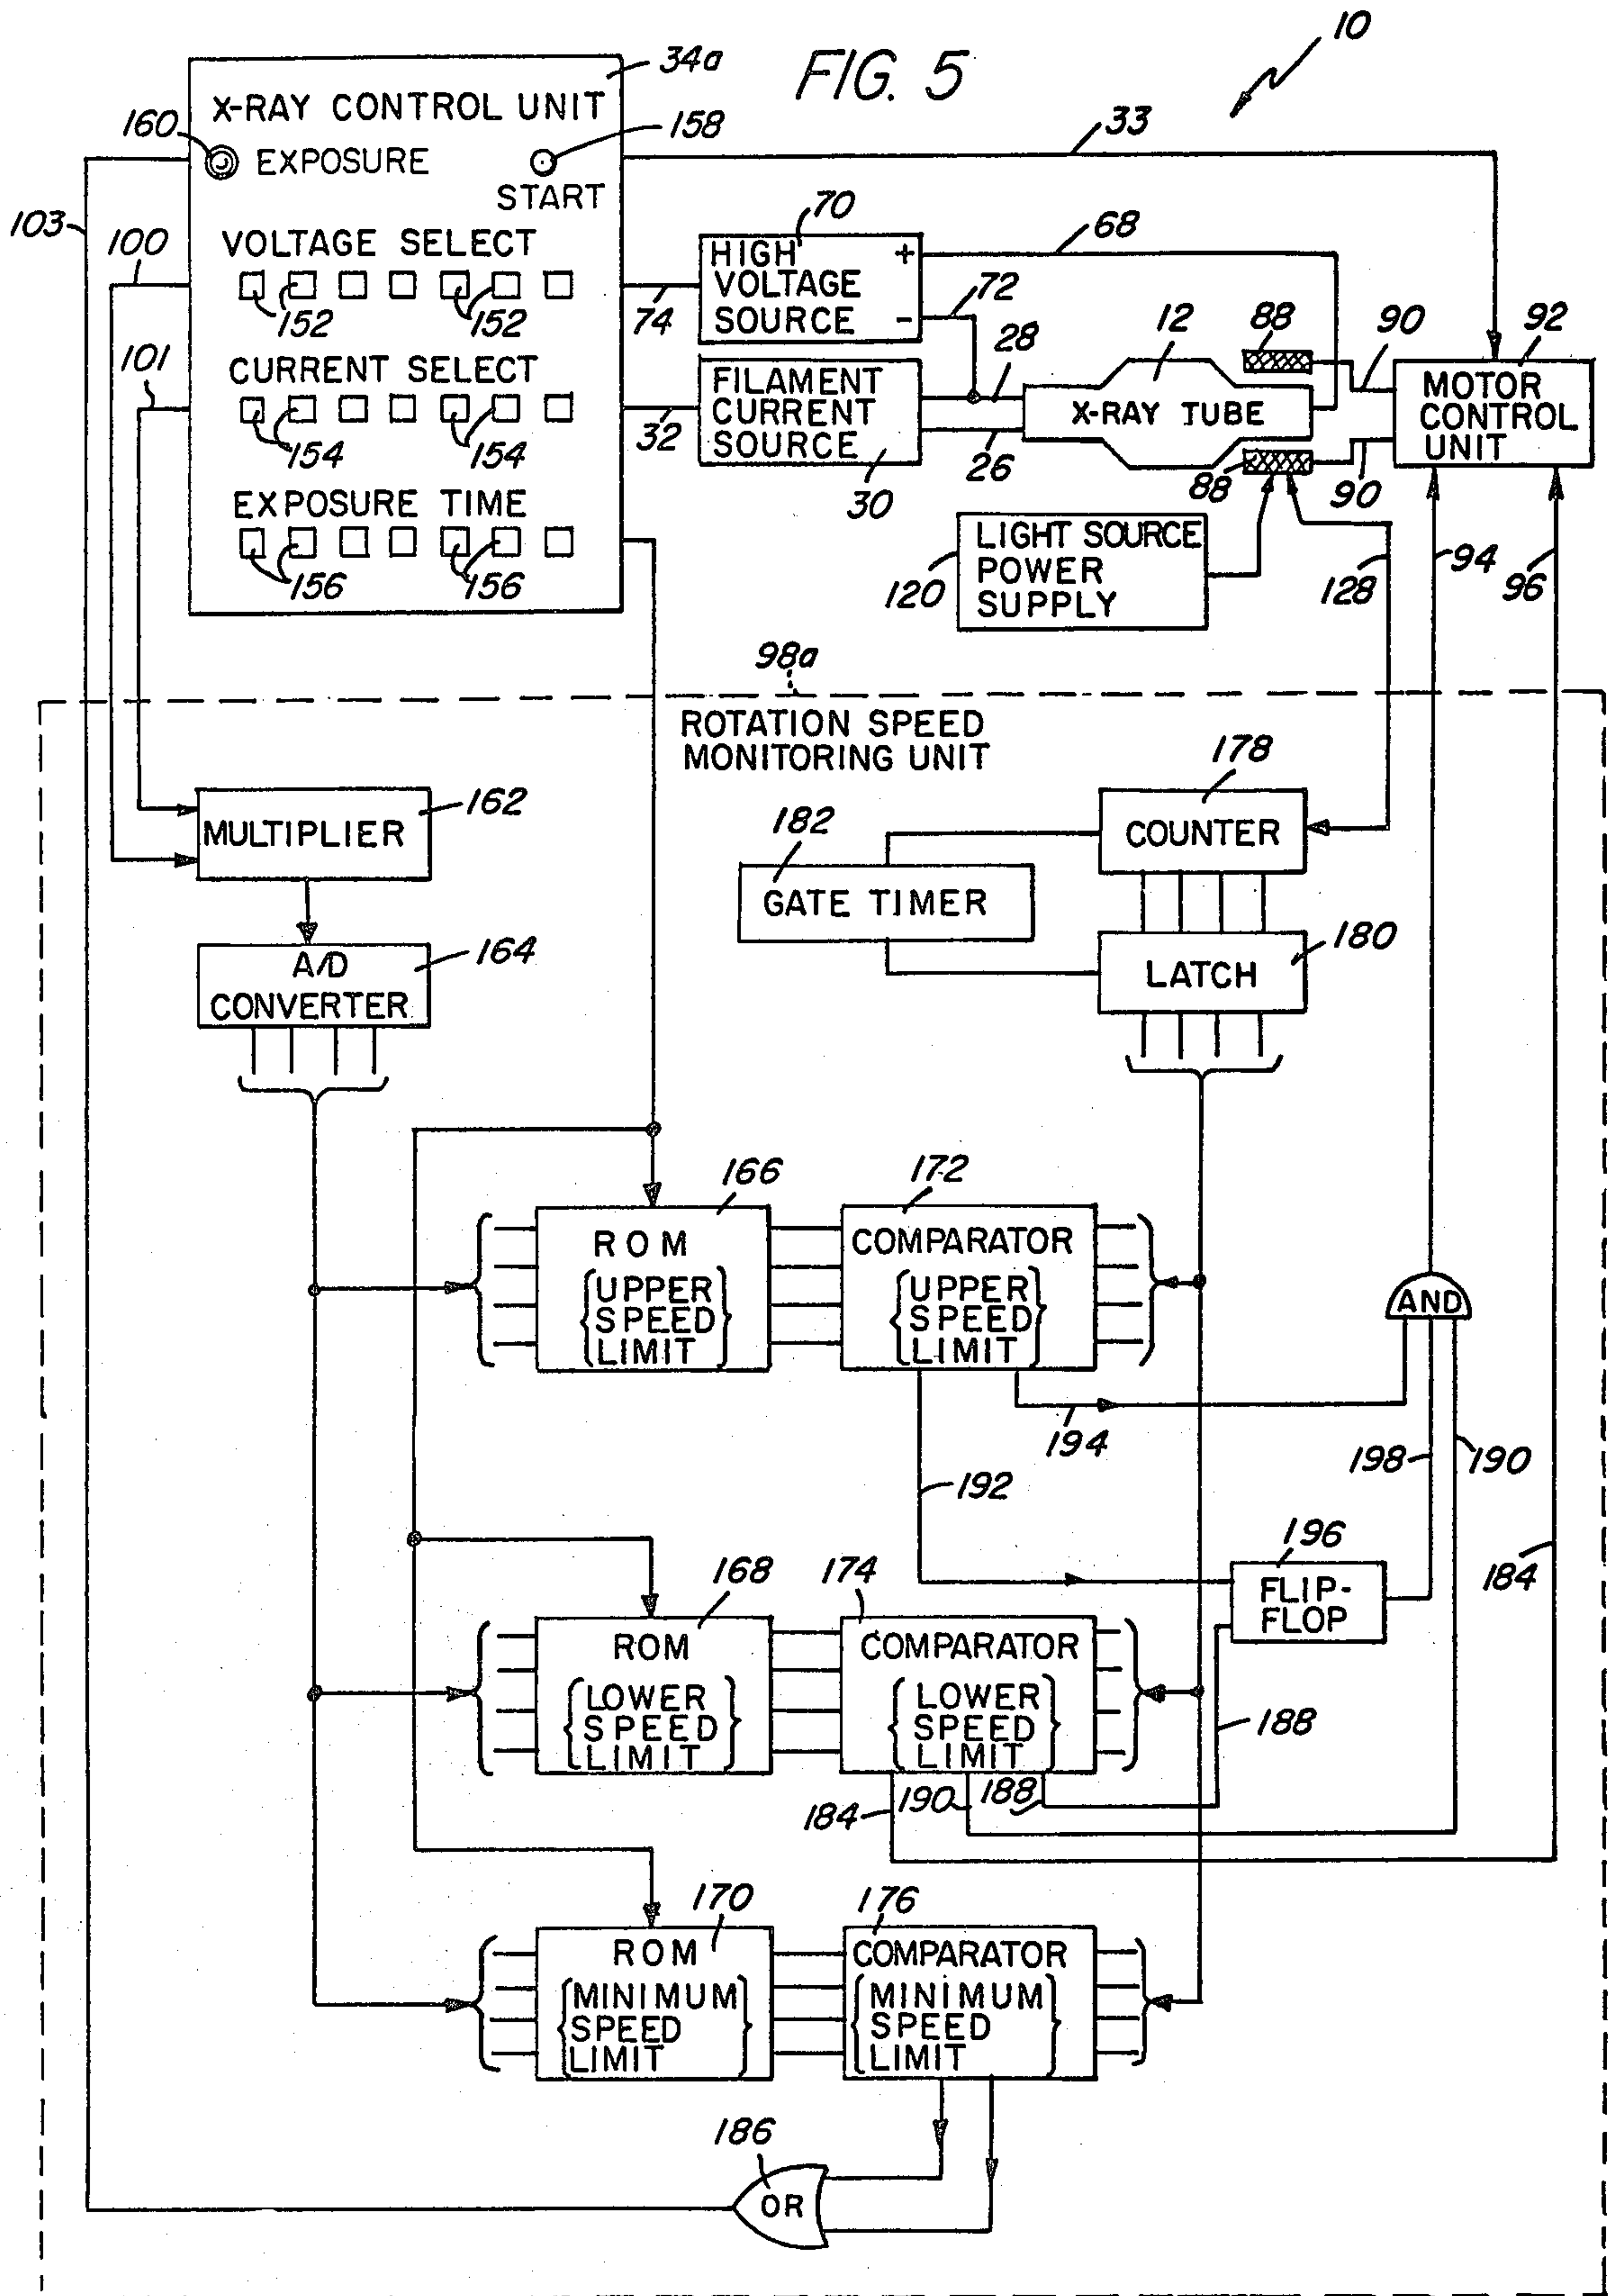 FIG. 5
10
34a
X-RAY CONTROL UNIT
160
EXPOSURE
158
START
33
103
100
VOLTAGE SELECT
152
152
74
70
HIGH
VOLTAGE
SOURCE
+
-
68
72
28
12
88
90
92
101
CURRENT SELECT
154
154
32
FILAMENT
CURRENT
SOURCE
30
26
X-RAY TUBE
88
90
MOTOR
CONTROL
UNIT
EXPOSURE TIME
156
156
120
LIGHT SOURCE
POWER
SUPPLY
128
94
96
98a
ROTATION SPEED
MONITORING UNIT
162
MULTIPLIER
182
GATE TIMER
178
COUNTER
164
A/D
CONVERTER
180
LATCH
166
ROM
UPPER
SPEED
LIMIT
172
COMPARATOR
UPPER
SPEED
LIMIT
AND
194
192
198
190
196
FLIP-
FLOP
184
168
ROM
LOWER
SPEED
LIMIT
174
COMPARATOR
LOWER
SPEED
LIMIT
188
184
190
188
170
ROM
MINIMUM
SPEED
LIMIT
176
COMPARATOR
MINIMUM
SPEED
LIMIT
186
OR